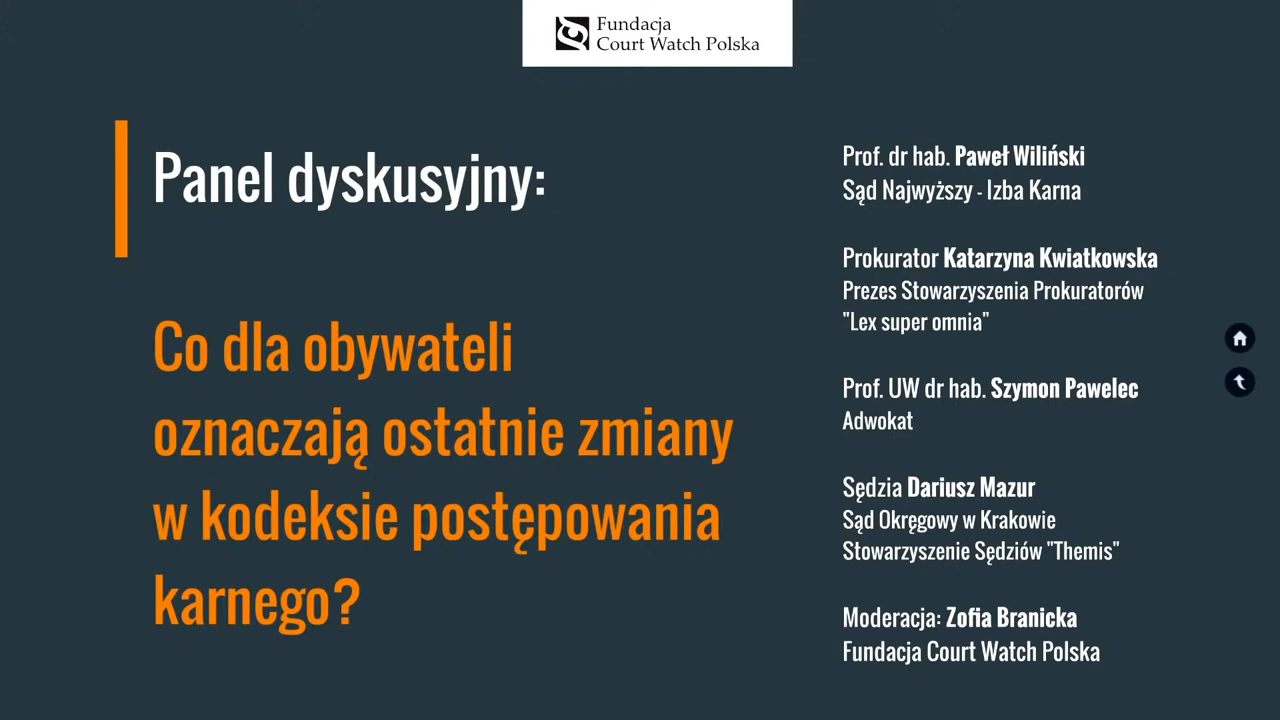 Fundacja
Court Watch Polska
Panel dyskusyjny:
Co dla obywateli
oznaczają ostatnie zmiany
w kodeksie postępowania
karnego?
Prof. dr hab. Paweł Wiliński
Sąd Najwyższy - Izba Karna
Prokurator Katarzyna Kwiatkowska
Prezes Stowarzyszenia Prokuratorów
"Lex super omnia"
Prof. UW dr hab. Szymon Pawelec
Adwokat
Sędzia Dariusz Mazur
Sąd Okręgowy w Krakowie
Stowarzyszenie Sędziów "Themis"
Moderacja: Zofia Branicka
Fundacja Court Watch Polska